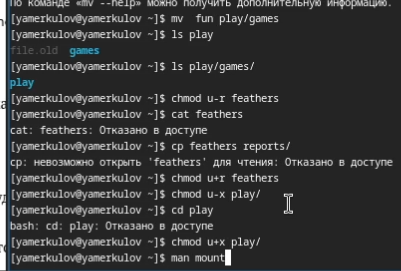 По команде «mv --help» можно получить дополнительную информацию.
[yamerkulov@yamerkulov ~]$ mv  fun play/games
[yamerkulov@yamerkulov ~]$ ls play
file.old  games
[yamerkulov@yamerkulov ~]$ ls play/games/
play
[yamerkulov@yamerkulov ~]$ chmod u-r feathers
[yamerkulov@yamerkulov ~]$ cat feathers
cat: feathers: Отказано в доступе
[yamerkulov@yamerkulov ~]$ cp feathers reports/
cp: невозможно открыть 'feathers' для чтения: Отказано в доступе
[yamerkulov@yamerkulov ~]$ chmod u+r feathers
[yamerkulov@yamerkulov ~]$ chmod u-x play/
[yamerkulov@yamerkulov ~]$ cd play
bash: cd: play: Отказано в доступе
[yamerkulov@yamerkulov ~]$ chmod u+x play/
[yamerkulov@yamerkulov ~]$ man mount